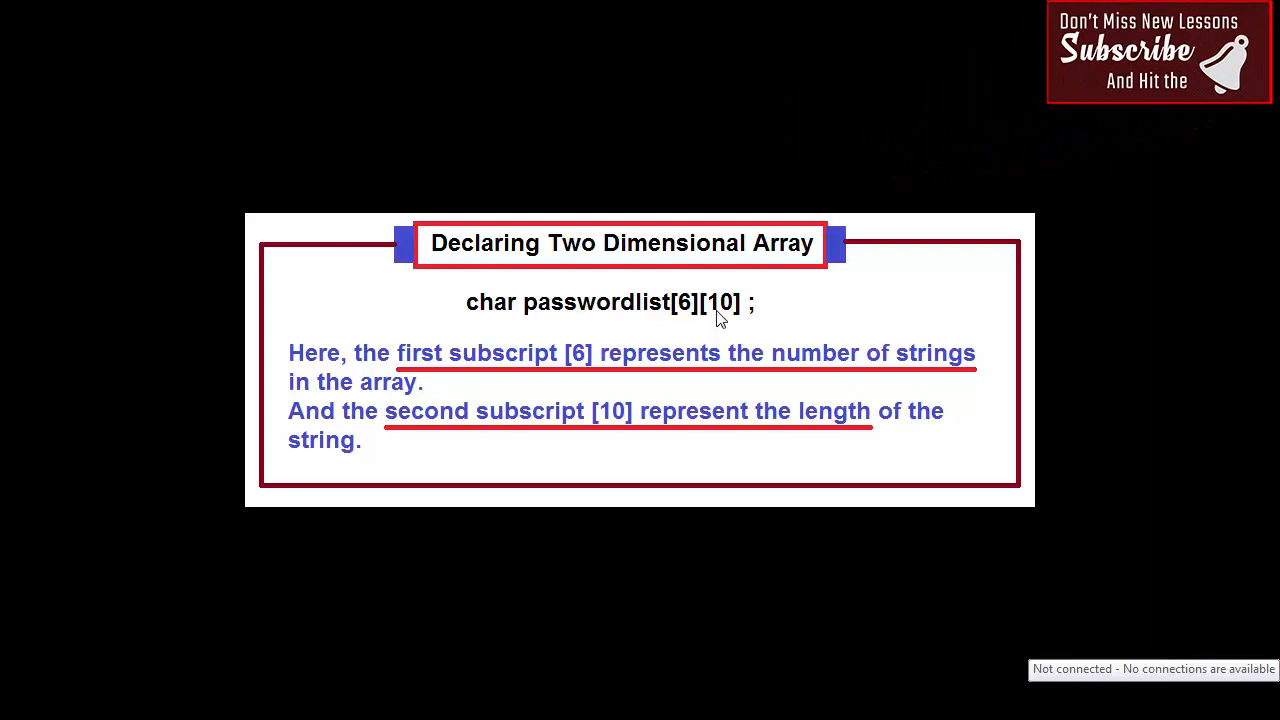 Don't Miss New Lessons
Subscribe
And Hit the
Declaring Two Dimensional Array
char passwordlist[6][10] ;
Here, the first subscript [6] represents the number of strings
in the array.
And the second subscript [10] represent the length of the
string.
Not connected - No connections are available